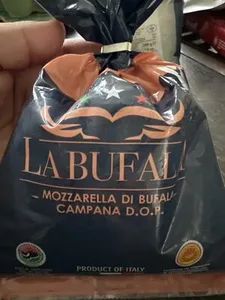 LA BUFALA
MOZZARELLA DI BUFALA
CAMPANA D.O.P.
PRODUCT OF ITALY